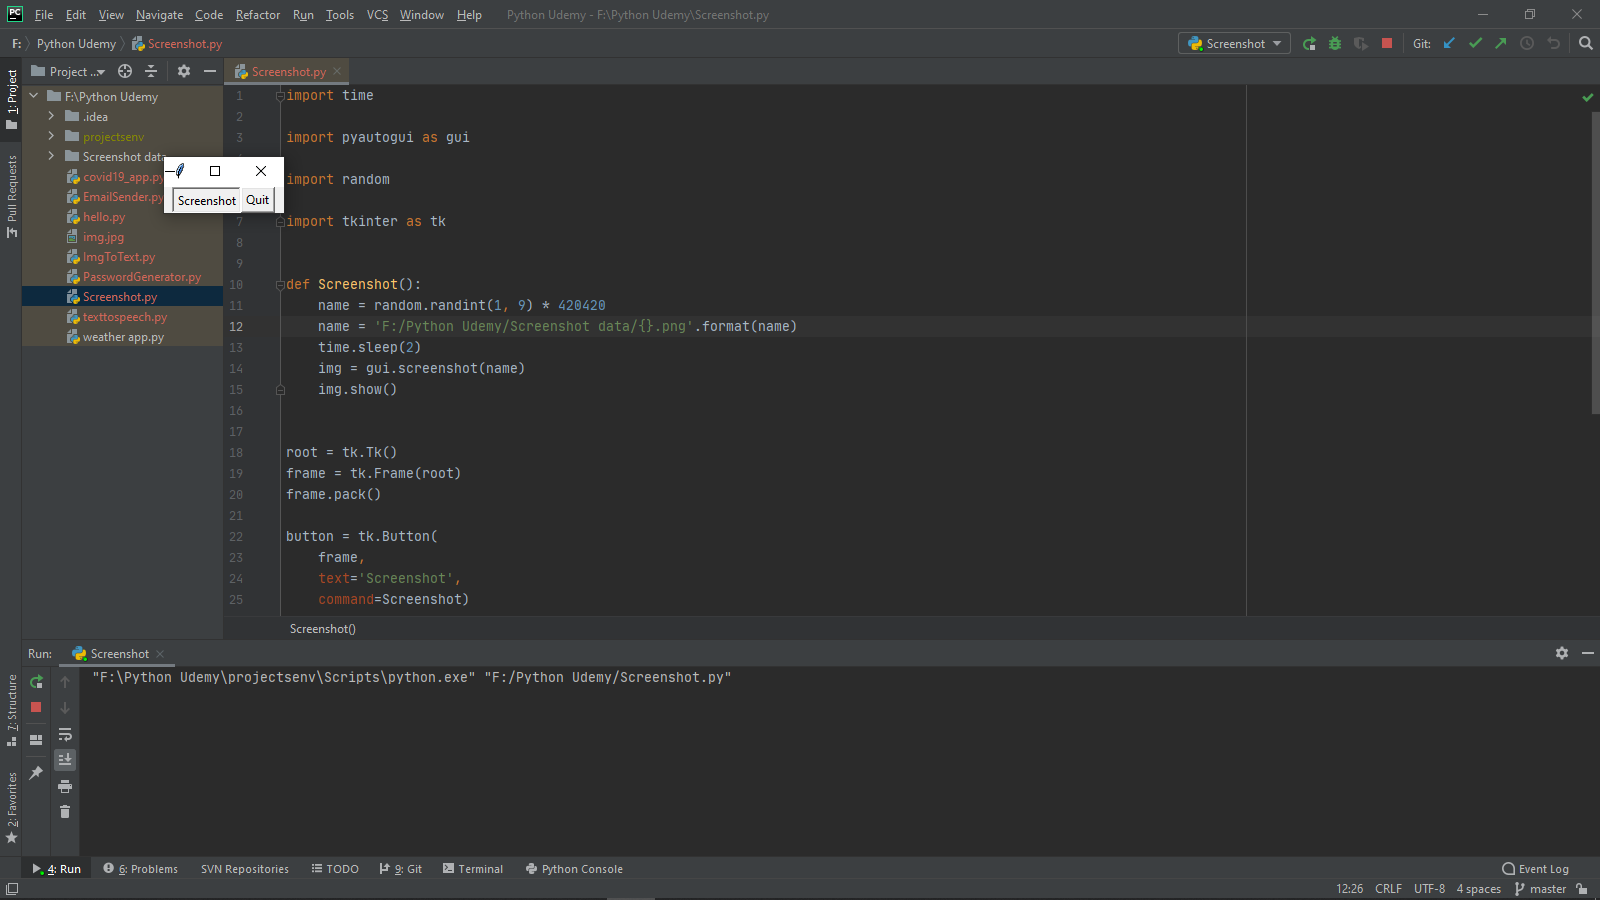 PC File Edit View Navigate Code Refactor Run Tools VCS Window Help Python Udemy - F:\Python Udemy\Screenshot.py
F: Python Udemy Screenshot.py Screenshot Git:
Project ... Screenshot.py
1: Project
Pull Requests
7: Structure
2: Favorites
F:\Python Udemy
.idea
projectsenv
Screenshot data
covid19_app.py
EmailSender.py
hello.py
img.jpg
ImgToText.py
PasswordGenerator.py
Screenshot.py
texttospeech.py
weather app.py
Screenshot Quit
1 import time
2
3 import pyautogui as gui
import random
7 import tkinter as tk
8
9
10 def Screenshot():
11 name = random.randint(1, 9) * 420420
12 name = 'F:/Python Udemy/Screenshot data/{}.png'.format(name)
13 time.sleep(2)
14 img = gui.screenshot(name)
15 img.show()
16
17
18 root = tk.Tk()
19 frame = tk.Frame(root)
20 frame.pack()
21
22 button = tk.Button(
23 frame,
24 text='Screenshot',
25 command=Screenshot)
Screenshot()
Run: Screenshot
"F:\Python Udemy\projectsenv\Scripts\python.exe" "F:/Python Udemy/Screenshot.py"
4: Run 6: Problems SVN Repositories TODO 9: Git Terminal Python Console Event Log
12:26 CRLF UTF-8 4 spaces master